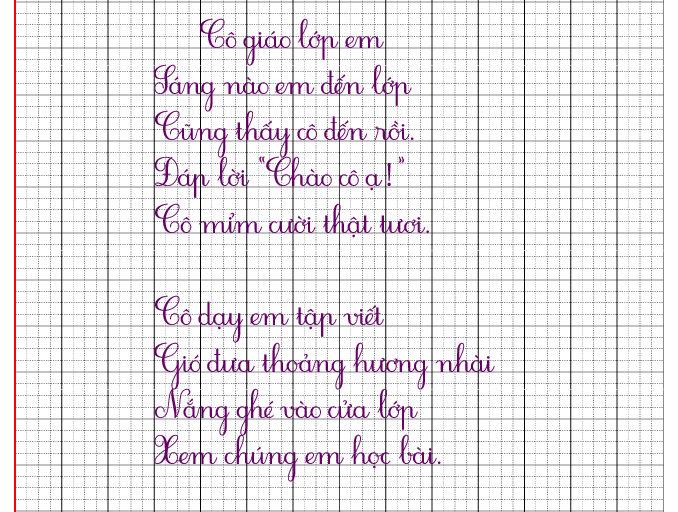 Cô giáo lớp em
Sáng nào em đến lớp
Cũng thấy cô đến rồi.
Đáp lời “Chào cô ạ!”
Cô mỉm cười thật tươi.
Cô dạy em tập viết
Gió đưa thoảng hương nhài
Nắng ghé vào cửa lớp
Xem chúng em học bài.